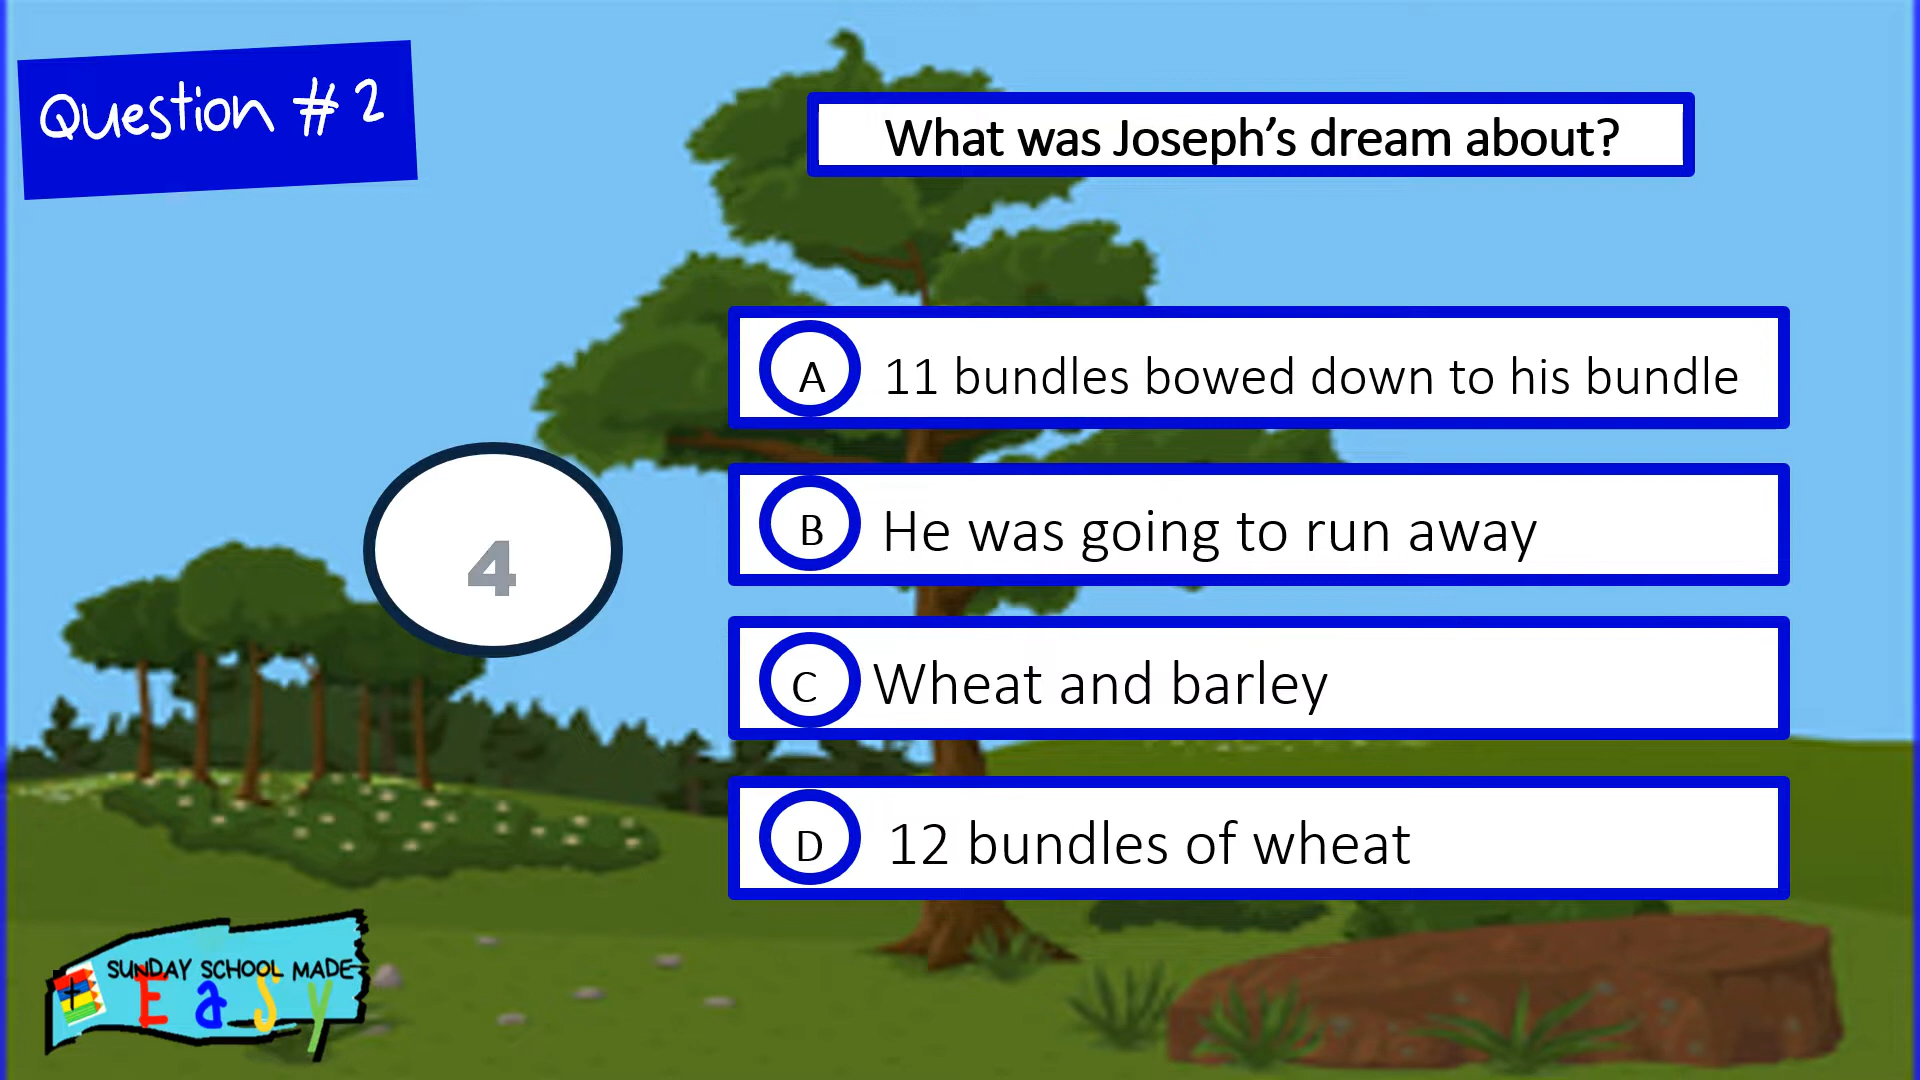 Question #2
What was Joseph’s dream about?
A 11 bundles bowed down to his bundle
B He was going to run away
4
C Wheat and barley
D 12 bundles of wheat
SUNDAY SCHOOL MADE
Easy